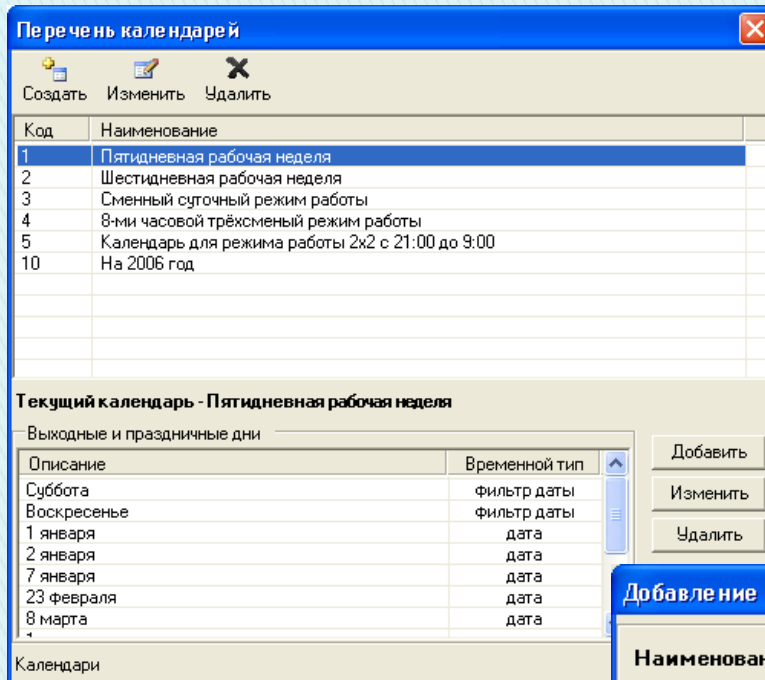 Перечень календарей
Создать Изменить Удалить
Код Наименование
1 Пятидневная рабочая неделя
2 Шестидневная рабочая неделя
3 Сменный суточный режим работы
4 8-ми часовой трёхсменый режим работы
5 Календарь для режима работы 2x2 с 21:00 до 9:00
10 На 2006 год
Текущий календарь - Пятидневная рабочая неделя
Выходные и праздничные дни
Описание Временной тип
Суббота фильтр даты
Воскресенье фильтр даты
1 января дата
2 января дата
7 января дата
23 февраля дата
8 марта дата
Добавить
Изменить
Удалить
Календари
Добавление
Наименован